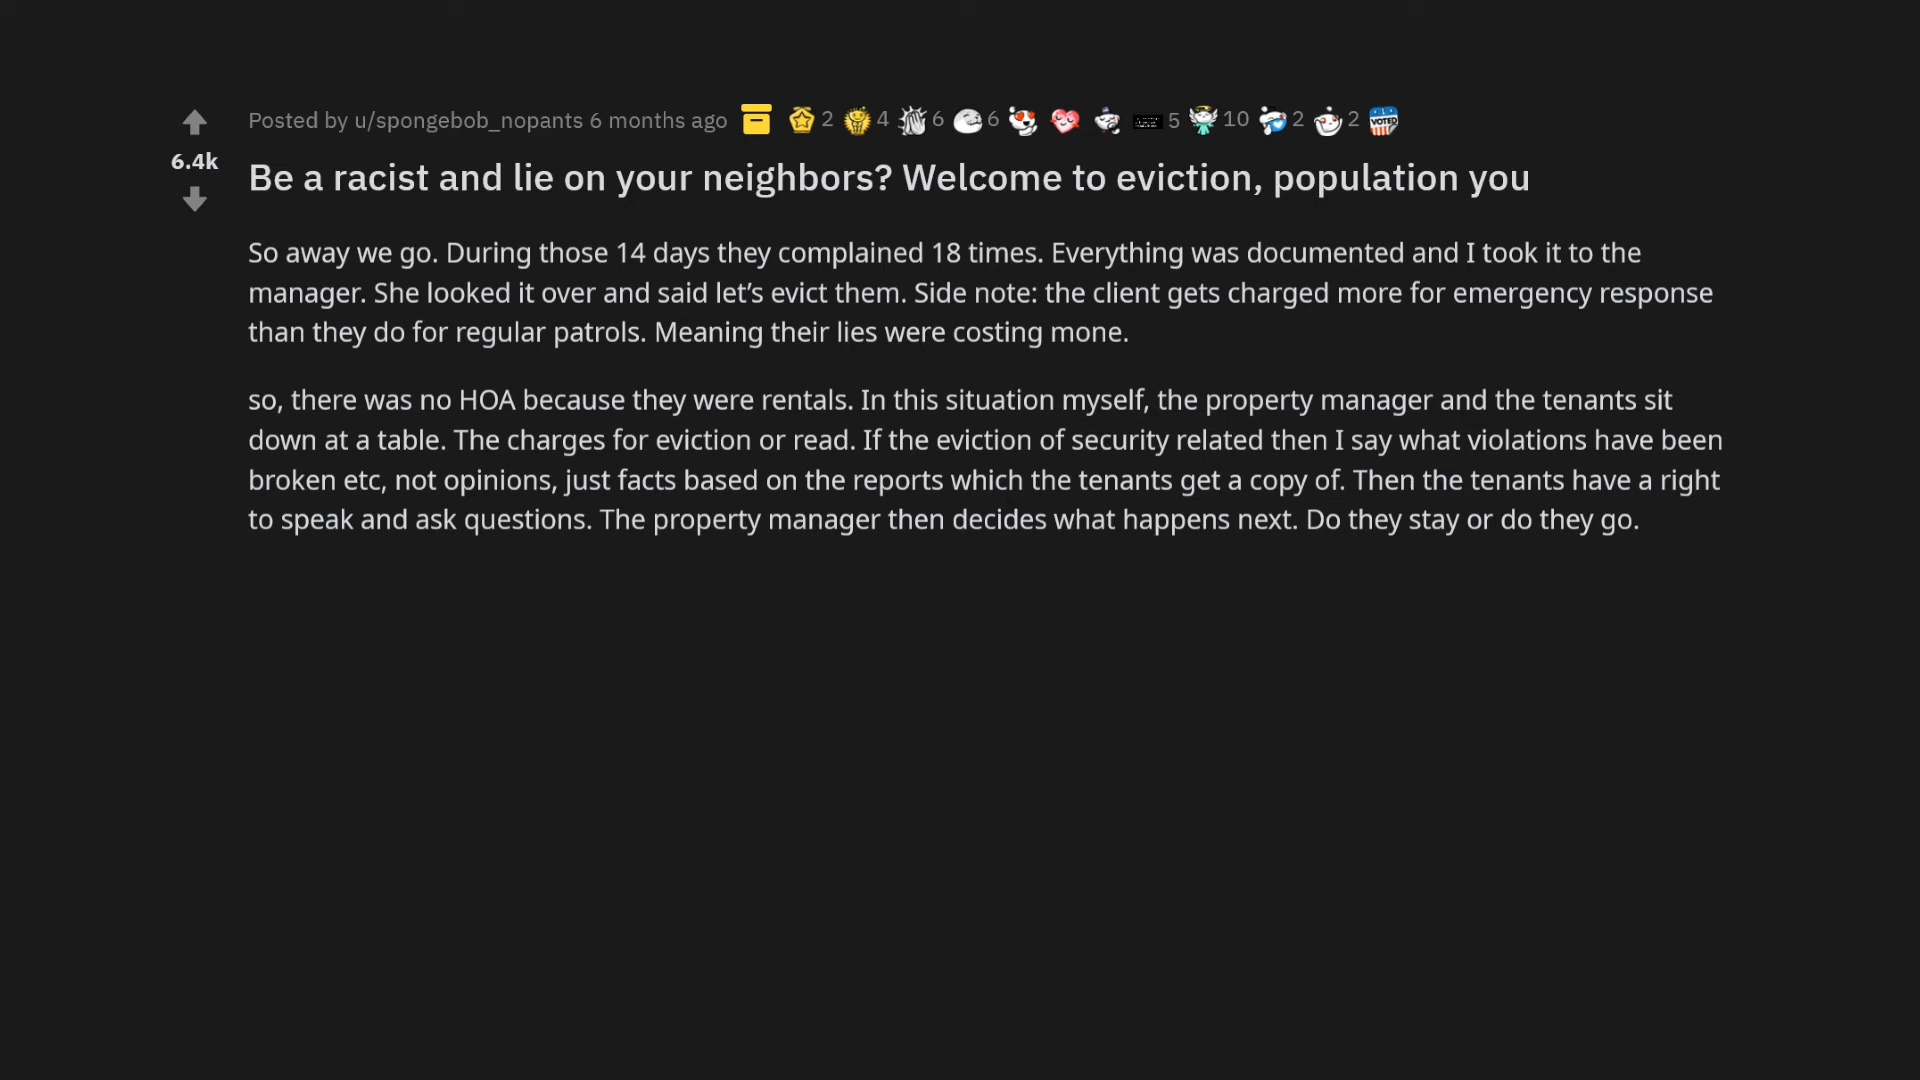 Posted by u/spongebob_nopants 6 months ago 2 4 6 6 5 10 2 2 VOTED
6.4k
Be a racist and lie on your neighbors? Welcome to eviction, population you
So away we go. During those 14 days they complained 18 times. Everything was documented and I took it to the
manager. She looked it over and said let’s evict them. Side note: the client gets charged more for emergency response
than they do for regular patrols. Meaning their lies were costing mone.
so, there was no HOA because they were rentals. In this situation myself, the property manager and the tenants sit
down at a table. The charges for eviction or read. If the eviction of security related then I say what violations have been
broken etc, not opinions, just facts based on the reports which the tenants get a copy of. Then the tenants have a right
to speak and ask questions. The property manager then decides what happens next. Do they stay or do they go.